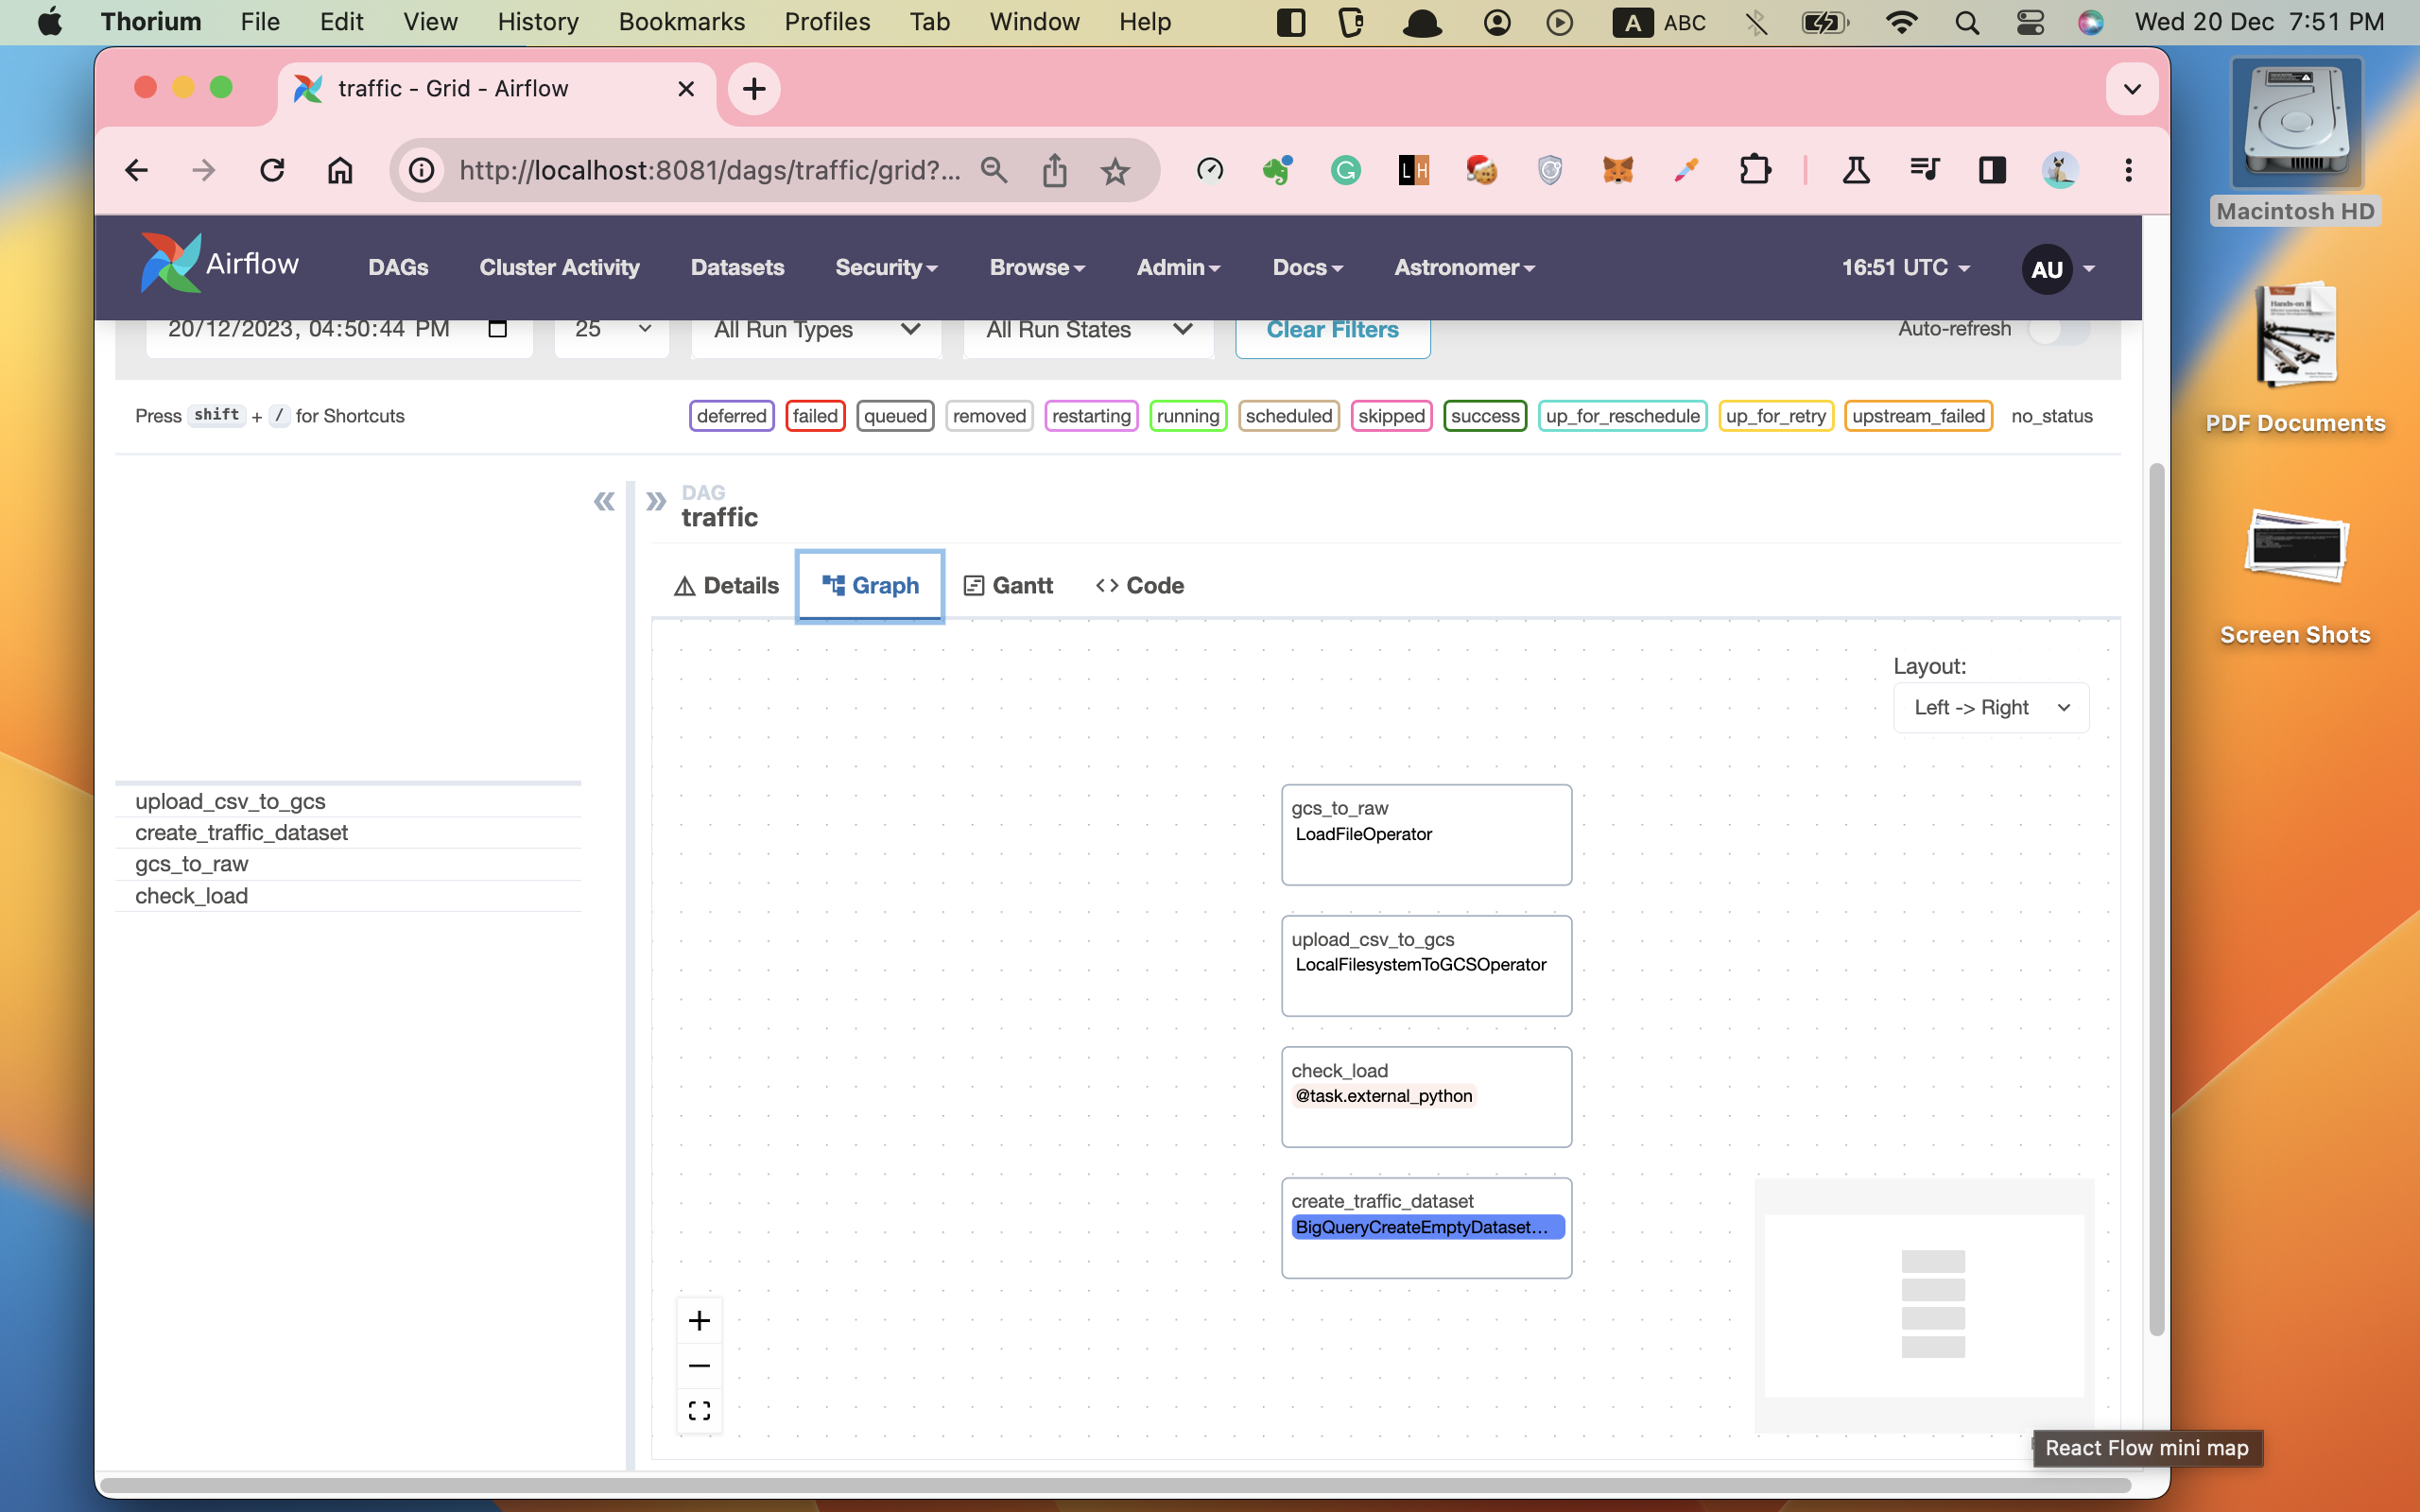 Thorium File Edit View History Bookmarks Profiles Tab Window Help A ABC Wed 20 Dec 7:51 PM
traffic - Grid - Airflow
http://localhost:8081/dags/traffic/grid?...
LH
Macintosh HD
Airflow DAGs Cluster Activity Datasets Security Browse Admin Docs Astronomer 16:51 UTC AU
20/12/2023, 04:50:44 PM 25 All Run Types All Run States Clear Filters Auto-refresh
Press shift + / for Shortcuts deferred failed queued removed restarting running scheduled skipped success up_for_reschedule up_for_retry upstream_failed no_status
PDF Documents
DAG
traffic
Details Graph Gantt Code
Screen Shots
Layout:
Left -> Right
upload_csv_to_gcs
create_traffic_dataset
gcs_to_raw
check_load
gcs_to_raw
LoadFileOperator
upload_csv_to_gcs
LocalFilesystemToGCSOperator
check_load
@task.external_python
create_traffic_dataset
BigQueryCreateEmptyDataset...
React Flow mini map